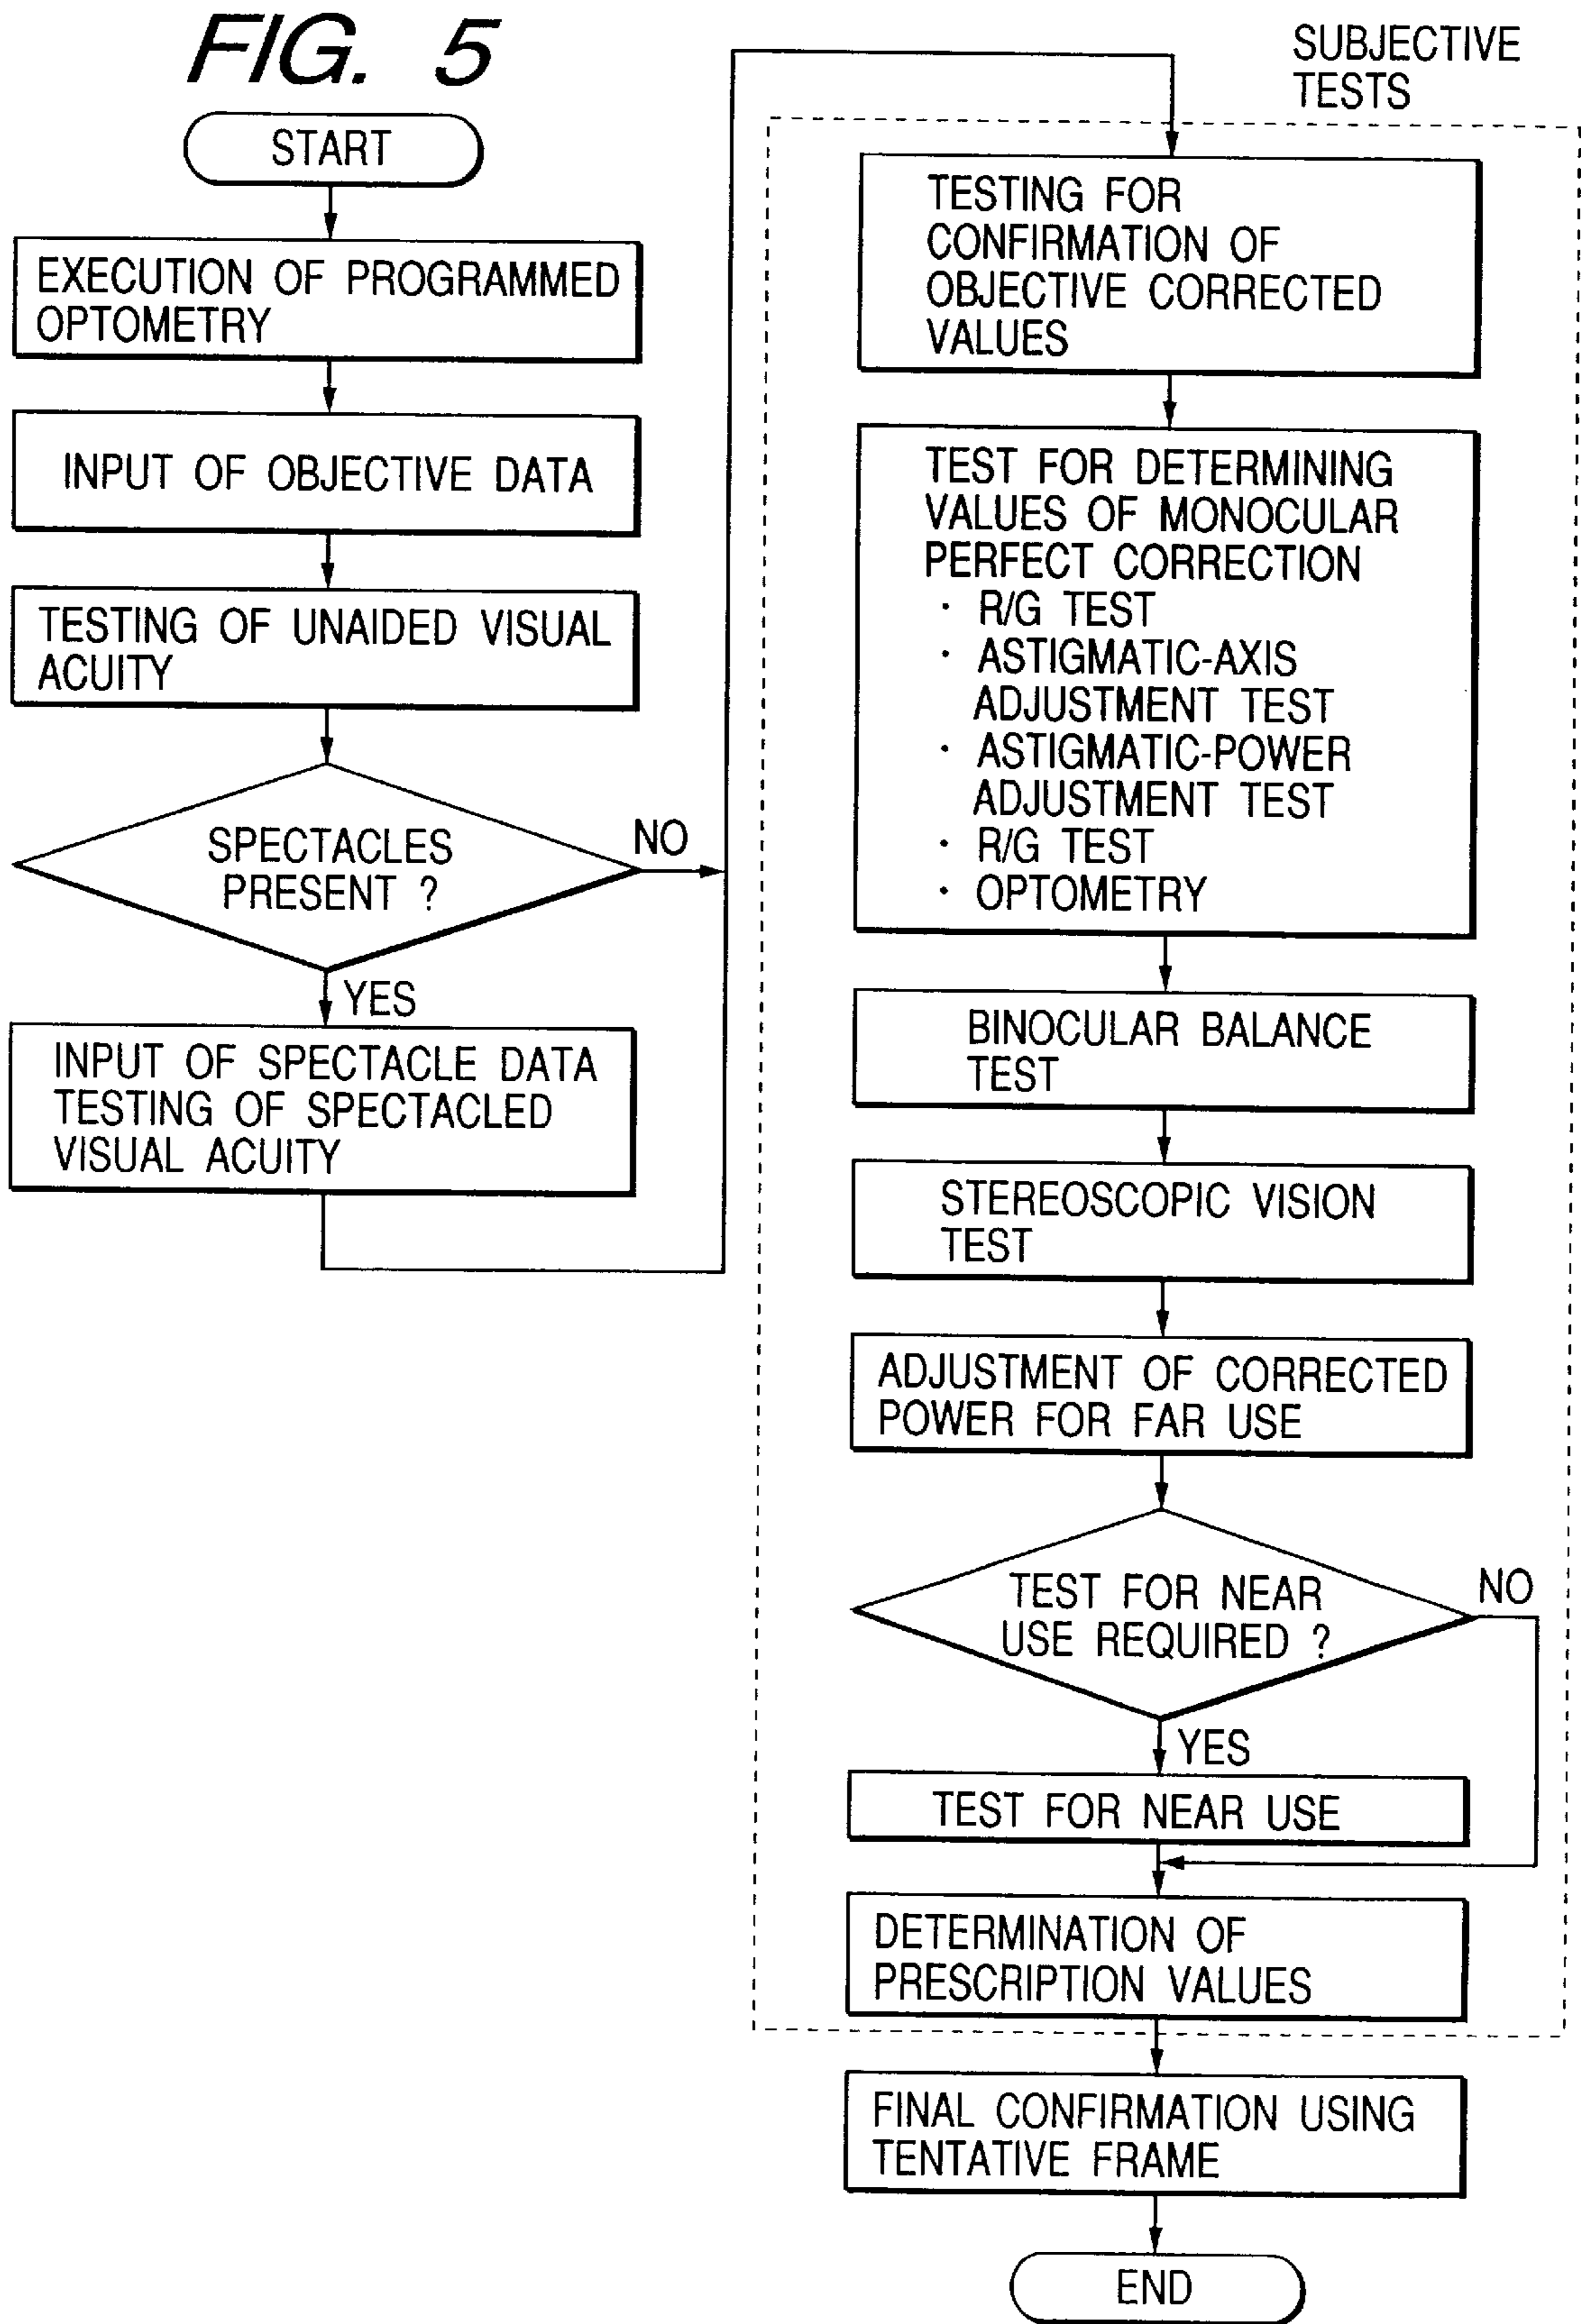 FIG. 5
START
EXECUTION OF PROGRAMMED
OPTOMETRY
INPUT OF OBJECTIVE DATA
TESTING OF UNAIDED VISUAL
ACUITY
SPECTACLES
PRESENT ?
NO
YES
INPUT OF SPECTACLE DATA
TESTING OF SPECTACLED
VISUAL ACUITY
SUBJECTIVE
TESTS
TESTING FOR
CONFIRMATION OF
OBJECTIVE CORRECTED
VALUES
TEST FOR DETERMINING
VALUES OF MONOCULAR
PERFECT CORRECTION
· R/G TEST
· ASTIGMATIC-AXIS
ADJUSTMENT TEST
· ASTIGMATIC-POWER
ADJUSTMENT TEST
· R/G TEST
· OPTOMETRY
BINOCULAR BALANCE
TEST
STEREOSCOPIC VISION
TEST
ADJUSTMENT OF CORRECTED
POWER FOR FAR USE
TEST FOR NEAR
USE REQUIRED ?
NO
YES
TEST FOR NEAR USE
DETERMINATION OF
PRESCRIPTION VALUES
FINAL CONFIRMATION USING
TENTATIVE FRAME
END